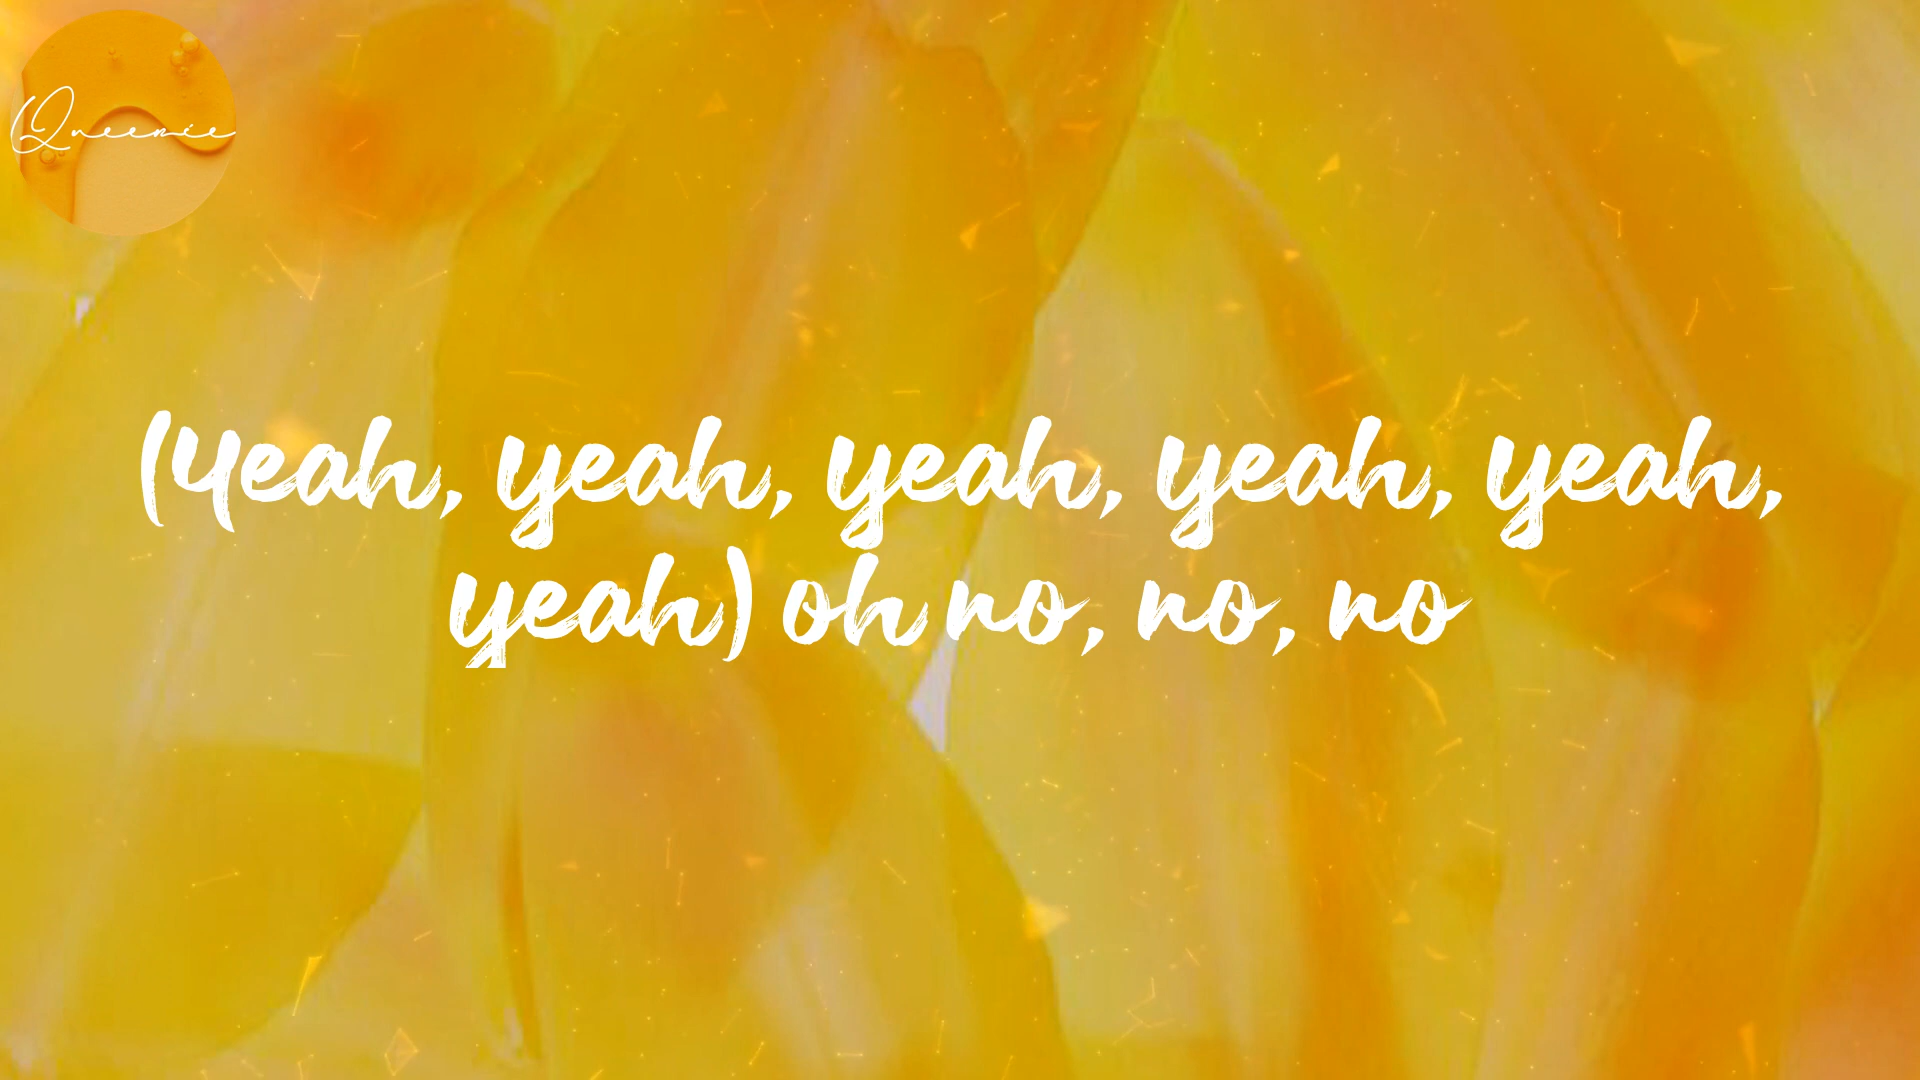 Queenie
(Yeah, yeah, yeah, yeah, yeah,
yeah) oh no, no, no